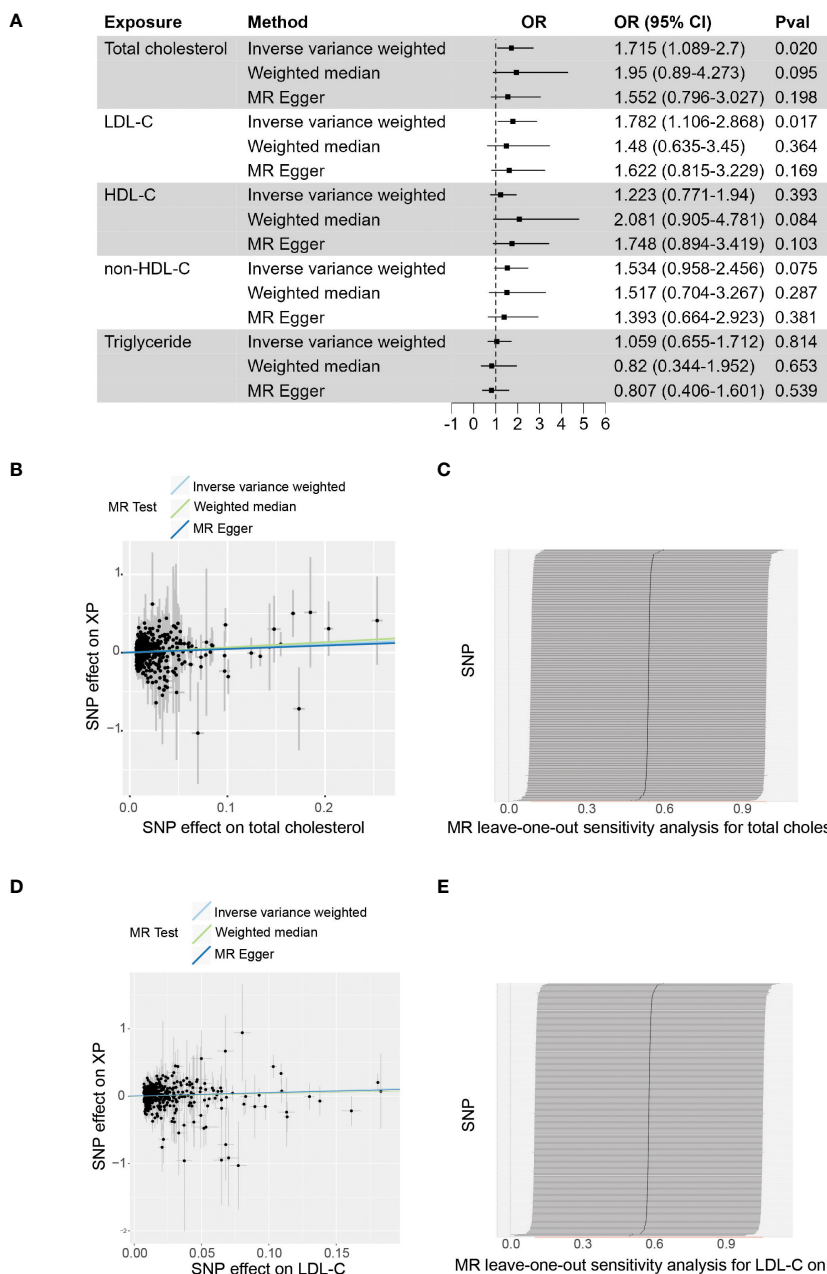 A
Exposure Method OR OR (95% CI) Pval
Total cholesterol Inverse variance weighted 1.715 (1.089-2.7) 0.020
Weighted median 1.95 (0.89-4.273) 0.095
MR Egger 1.552 (0.796-3.027) 0.198
LDL-C Inverse variance weighted 1.782 (1.106-2.868) 0.017
Weighted median 1.48 (0.635-3.45) 0.364
MR Egger 1.622 (0.815-3.229) 0.169
HDL-C Inverse variance weighted 1.223 (0.771-1.94) 0.393
Weighted median 2.081 (0.905-4.781) 0.084
MR Egger 1.748 (0.894-3.419) 0.103
non-HDL-C Inverse variance weighted 1.534 (0.958-2.456) 0.075
Weighted median 1.517 (0.704-3.267) 0.287
MR Egger 1.393 (0.664-2.923) 0.381
Triglyceride Inverse variance weighted 1.059 (0.655-1.712) 0.814
Weighted median 0.82 (0.344-1.952) 0.653
MR Egger 0.807 (0.406-1.601) 0.539
-1 0 1 2 3 4 5 6
B
MR Test
Inverse variance weighted
Weighted median
MR Egger
SNP effect on XP
1
0
-1
0.0 0.1 0.2
SNP effect on total cholesterol
C
SNP
0.0 0.3 0.6 0.9
MR leave-one-out sensitivity analysis for total choles
D
MR Test
Inverse variance weighted
Weighted median
MR Egger
SNP effect on XP
1
0
-1
-2
0.00 0.05 0.10 0.15
SNP effect on LDL-C
E
SNP
0.0 0.3 0.6 0.9
MR leave-one-out sensitivity analysis for LDL-C on